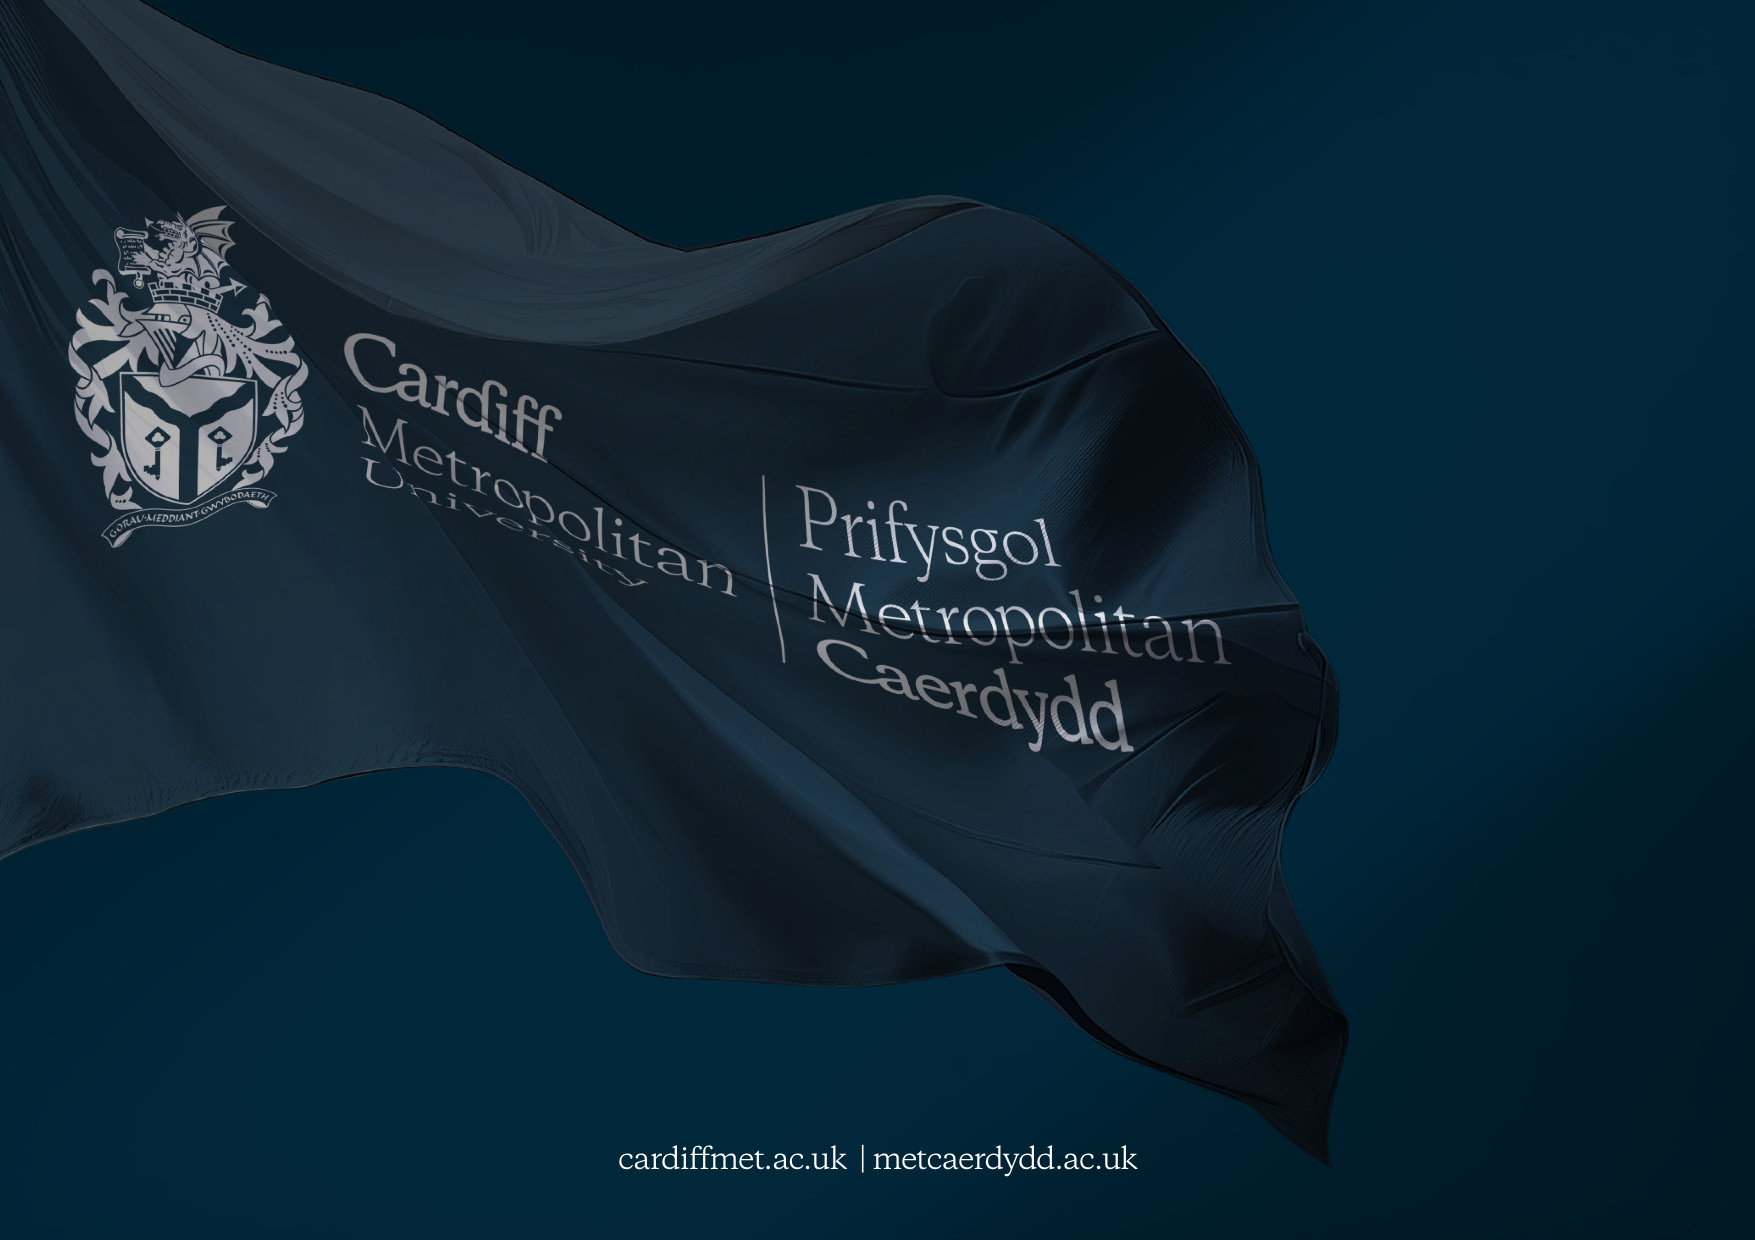 GORAU·MEDDIANT·GWYBODAETH
Cardiff
Metropolitan
University
Prifysgol
Metropolitan
Caerdydd
cardiffmet.ac.uk | metcaerdydd.ac.uk